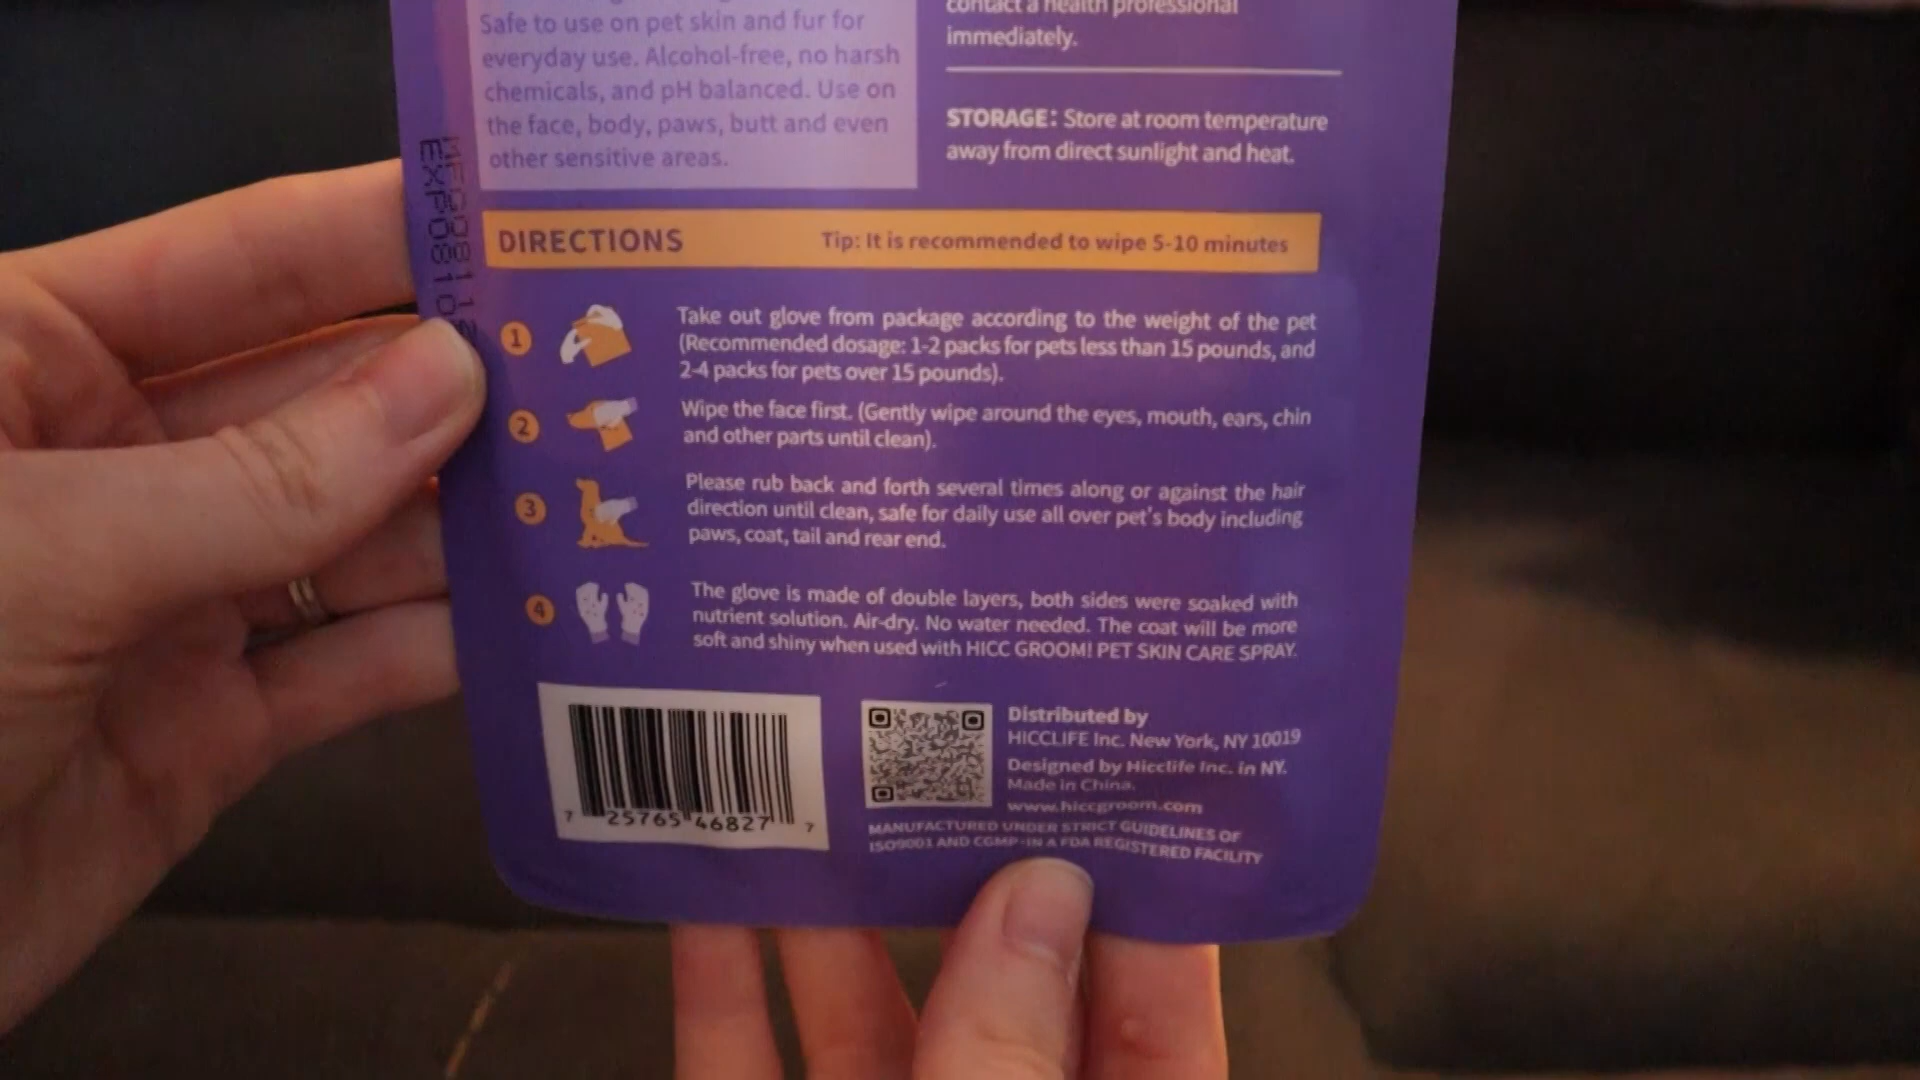 Safe to use on pet skin and fur for
everyday use. Alcohol-free, no harsh
chemicals, and pH balanced. Use on
the face, body, paws, butt and even
other sensitive areas.
contact a health professional
immediately.
STORAGE: Store at room temperature
away from direct sunlight and heat.
DIRECTIONS
Tip: It is recommended to wipe 5-10 minutes
1
Take out glove from package according to the weight of the pet
(Recommended dosage: 1-2 packs for pets less than 15 pounds, and
2-4 packs for pets over 15 pounds).
2
Wipe the face first. (Gently wipe around the eyes, mouth, ears, chin
and other parts until clean).
3
Please rub back and forth several times along or against the hair
direction until clean, safe for daily use all over pet's body including
paws, coat, tail and rear end.
4
The glove is made of double layers, both sides were soaked with
nutrient solution. Air-dry. No water needed. The coat will be more
soft and shiny when used with HICC GROOM! PET SKIN CARE SPRAY.
7 25765 46827 7
Distributed by
HICCLIFE Inc. New York, NY 10019
Designed by Hicclife Inc. in NY.
Made in China.
www.hiccgroom.com
MANUFACTURED UNDER STRICT GUIDELINES OF
ISO9001 AND CGMP-IN A FDA REGISTERED FACILITY